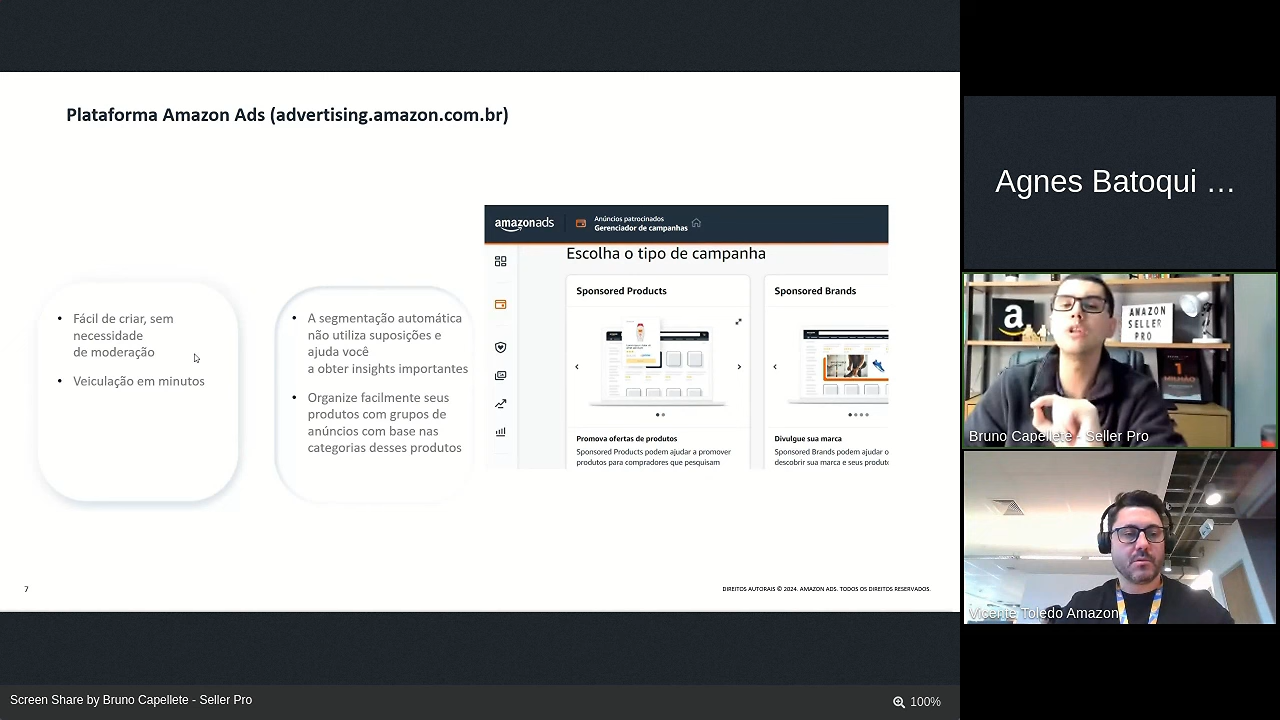 Plataforma Amazon Ads (advertising.amazon.com.br)
• Fácil de criar, sem
necessidade
de moderação
• Veiculação em minutos
• A segmentação automática
não utiliza suposições e
ajuda você
a obter insights importantes
• Organize facilmente seus
produtos com grupos de
anúncios com base nas
categorias desses produtos
amazonads
Anúncios patrocinados
Gerenciador de campanhas
Escolha o tipo de campanha
Sponsored Products
Promova ofertas de produtos
Sponsored Products podem ajudar a promover
produtos para compradores que pesquisam
Sponsored Brands
Divulgue sua marca
Sponsored Brands podem ajudar o
descobrir sua marca e seus produto
7
DIREITOS AUTORAIS © 2024. AMAZON ADS. TODOS OS DIREITOS RESERVADOS.
Screen Share by Bruno Capellete - Seller Pro
100%
Agnes Batoqui …
a
AMAZON
SELLER
PRO
1
MILHÃO
Bruno Capellete - Seller Pro
Vicente Toledo Amazon